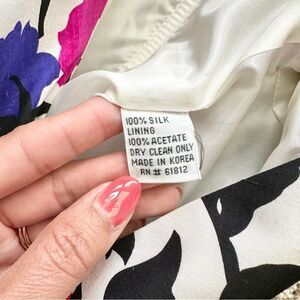 100% SILK
LINING
100% ACETATE
DRY CLEAN ONLY
MADE IN KOREA
RN # 61812